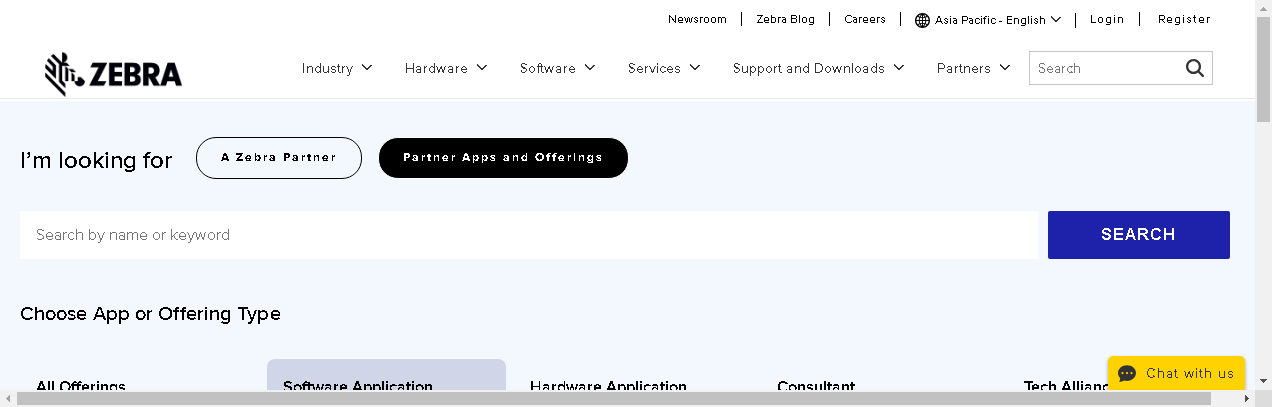 Newsroom Zebra Blog Careers Asia Pacific - English Login Register
ZEBRA Industry Hardware Software Services Support and Downloads Partners Search
I'm looking for A Zebra Partner Partner Apps and Offerings
Search by name or keyword SEARCH
Choose App or Offering Type
All Offerings Software Application Hardware Application Consultant Tech Allianc
Chat with us